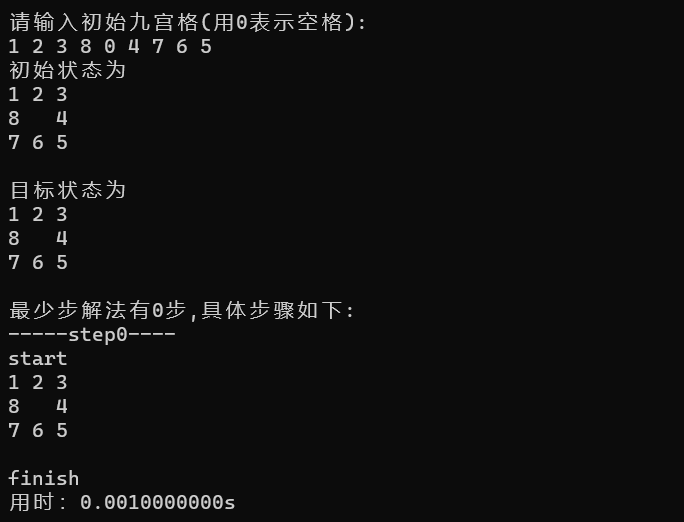 请输入初始九宫格(用0表示空格):
1 2 3 8 0 4 7 6 5
初始状态为
1 2 3
8   4
7 6 5

目标状态为
1 2 3
8   4
7 6 5

最少步解法有0步,具体步骤如下:
-----step0----
start
1 2 3
8   4
7 6 5

finish
用时: 0.0010000000s